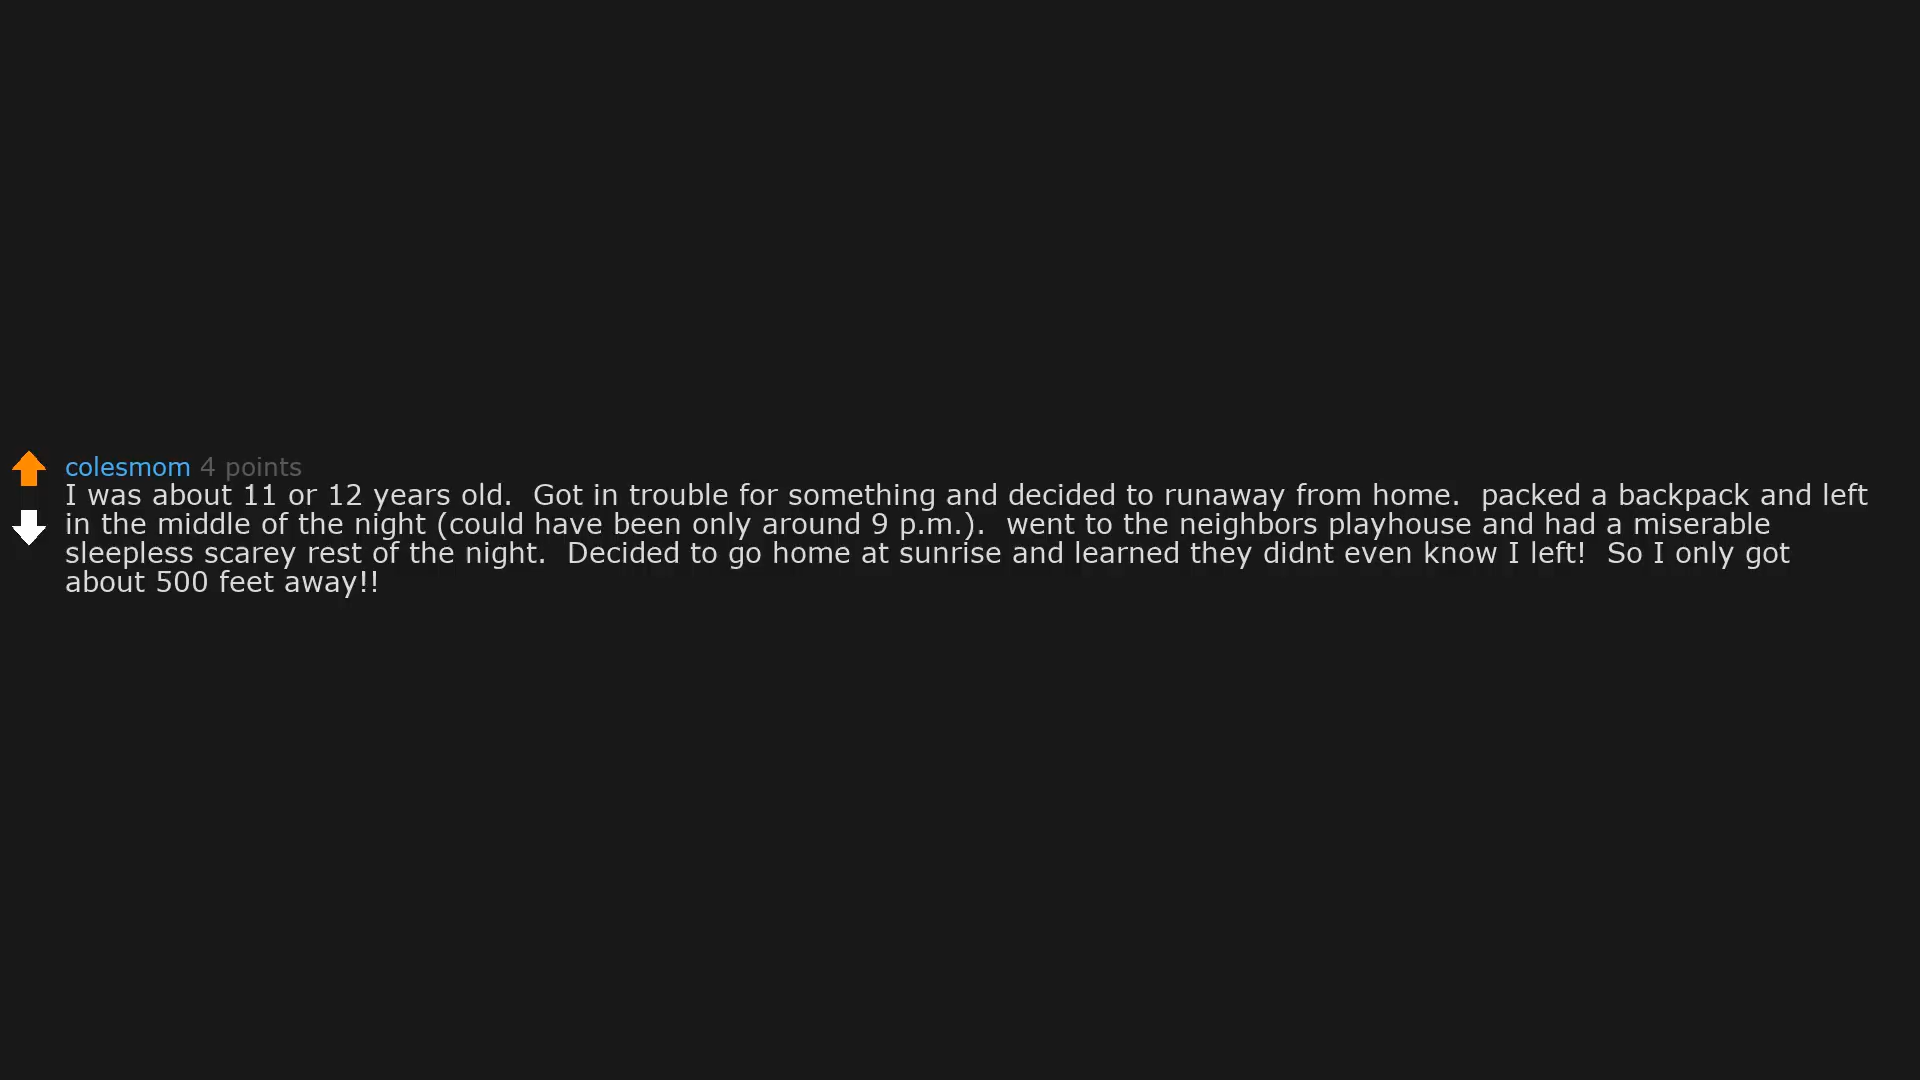 colesmom 4 points
I was about 11 or 12 years old.  Got in trouble for something and decided to runaway from home.  packed a backpack and left
in the middle of the night (could have been only around 9 p.m.).  went to the neighbors playhouse and had a miserable
sleepless scarey rest of the night.  Decided to go home at sunrise and learned they didnt even know I left!  So I only got
about 500 feet away!!